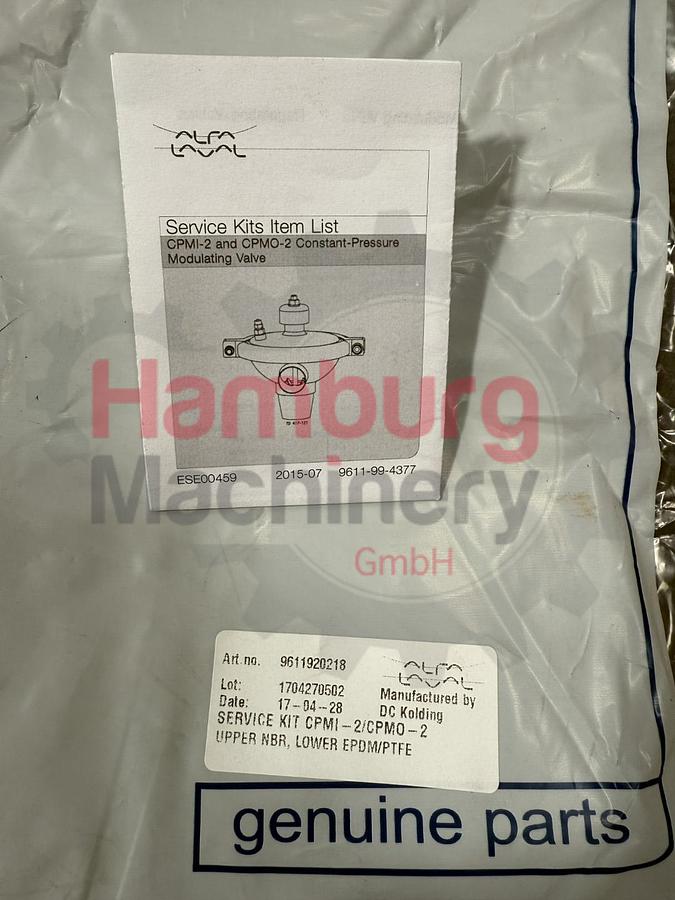 ALFA
LAVAL
Service Kits Item List
CPMI-2 and CPMO-2 Constant-Pressure
Modulating Valve
ESE00459 2015-07 9611-99-4377
Hamburg
Machinery
GmbH
Art.no. 9611920218
ALFA
LAVAL
Lot: 1704270502
Manufactured by
Date: 17-04-28
DC Kolding
SERVICE KIT CPMI-2/CPMO-2
UPPER NBR, LOWER EPDM/PTFE
genuine parts